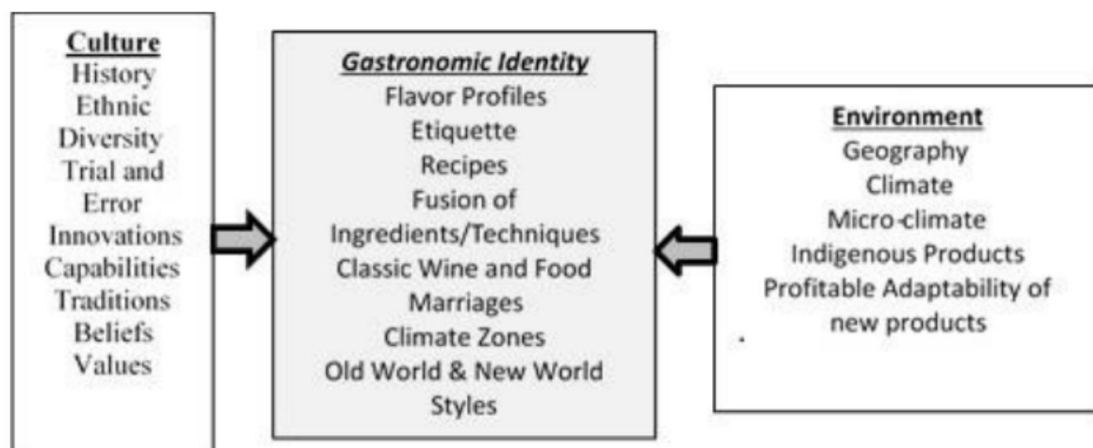 Culture
History
Ethnic
Diversity
Trial and
Error
Innovations
Capabilities
Traditions
Beliefs
Values
Gastronomic Identity
Flavor Profiles
Etiquette
Recipes
Fusion of
Ingredients/Techniques
Classic Wine and Food
Marriages
Climate Zones
Old World & New World
Styles
Environment
Geography
Climate
Micro-climate
Indigenous Products
Profitable Adaptability of
new products